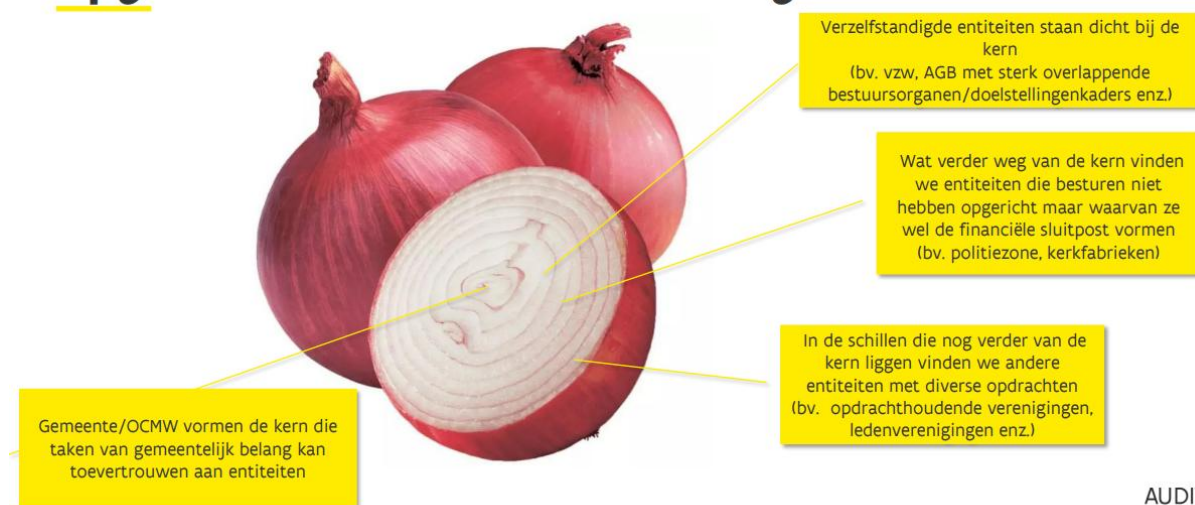 Verzelfstandigde entiteiten staan dicht bij de
kern
(bv. vzw, AGB met sterk overlappende
bestuursorganen/doelstellingenkaders enz.)
Wat verder weg van de kern vinden
we entiteiten die besturen niet
hebben opgericht maar waarvan ze
wel de financiële sluitpost vormen
(bv. politiezone, kerkfabrieken)
In de schillen die nog verder van de
kern liggen vinden we andere
entiteiten met diverse opdrachten
(bv. opdrachthoudende verenigingen,
ledenverenigingen enz.)
Gemeente/OCMW vormen de kern die
taken van gemeentelijk belang kan
toevertrouwen aan entiteiten
AUDI